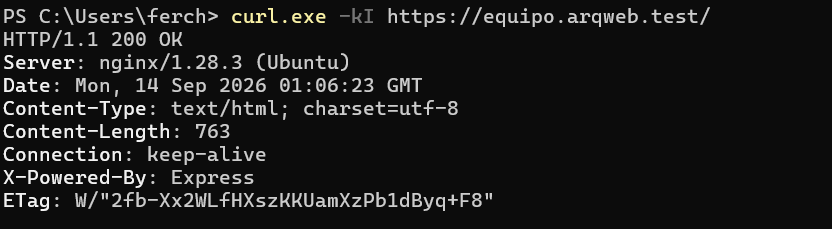 PS C:\Users\ferch> curl.exe -kI https://equipo.arqweb.test/
HTTP/1.1 200 OK
Server: nginx/1.28.3 (Ubuntu)
Date: Mon, 14 Sep 2026 01:06:23 GMT
Content-Type: text/html; charset=utf-8
Content-Length: 763
Connection: keep-alive
X-Powered-By: Express
ETag: W/"2fb-Xx2WLfHXszKKUamXzPb1dByq+F8"